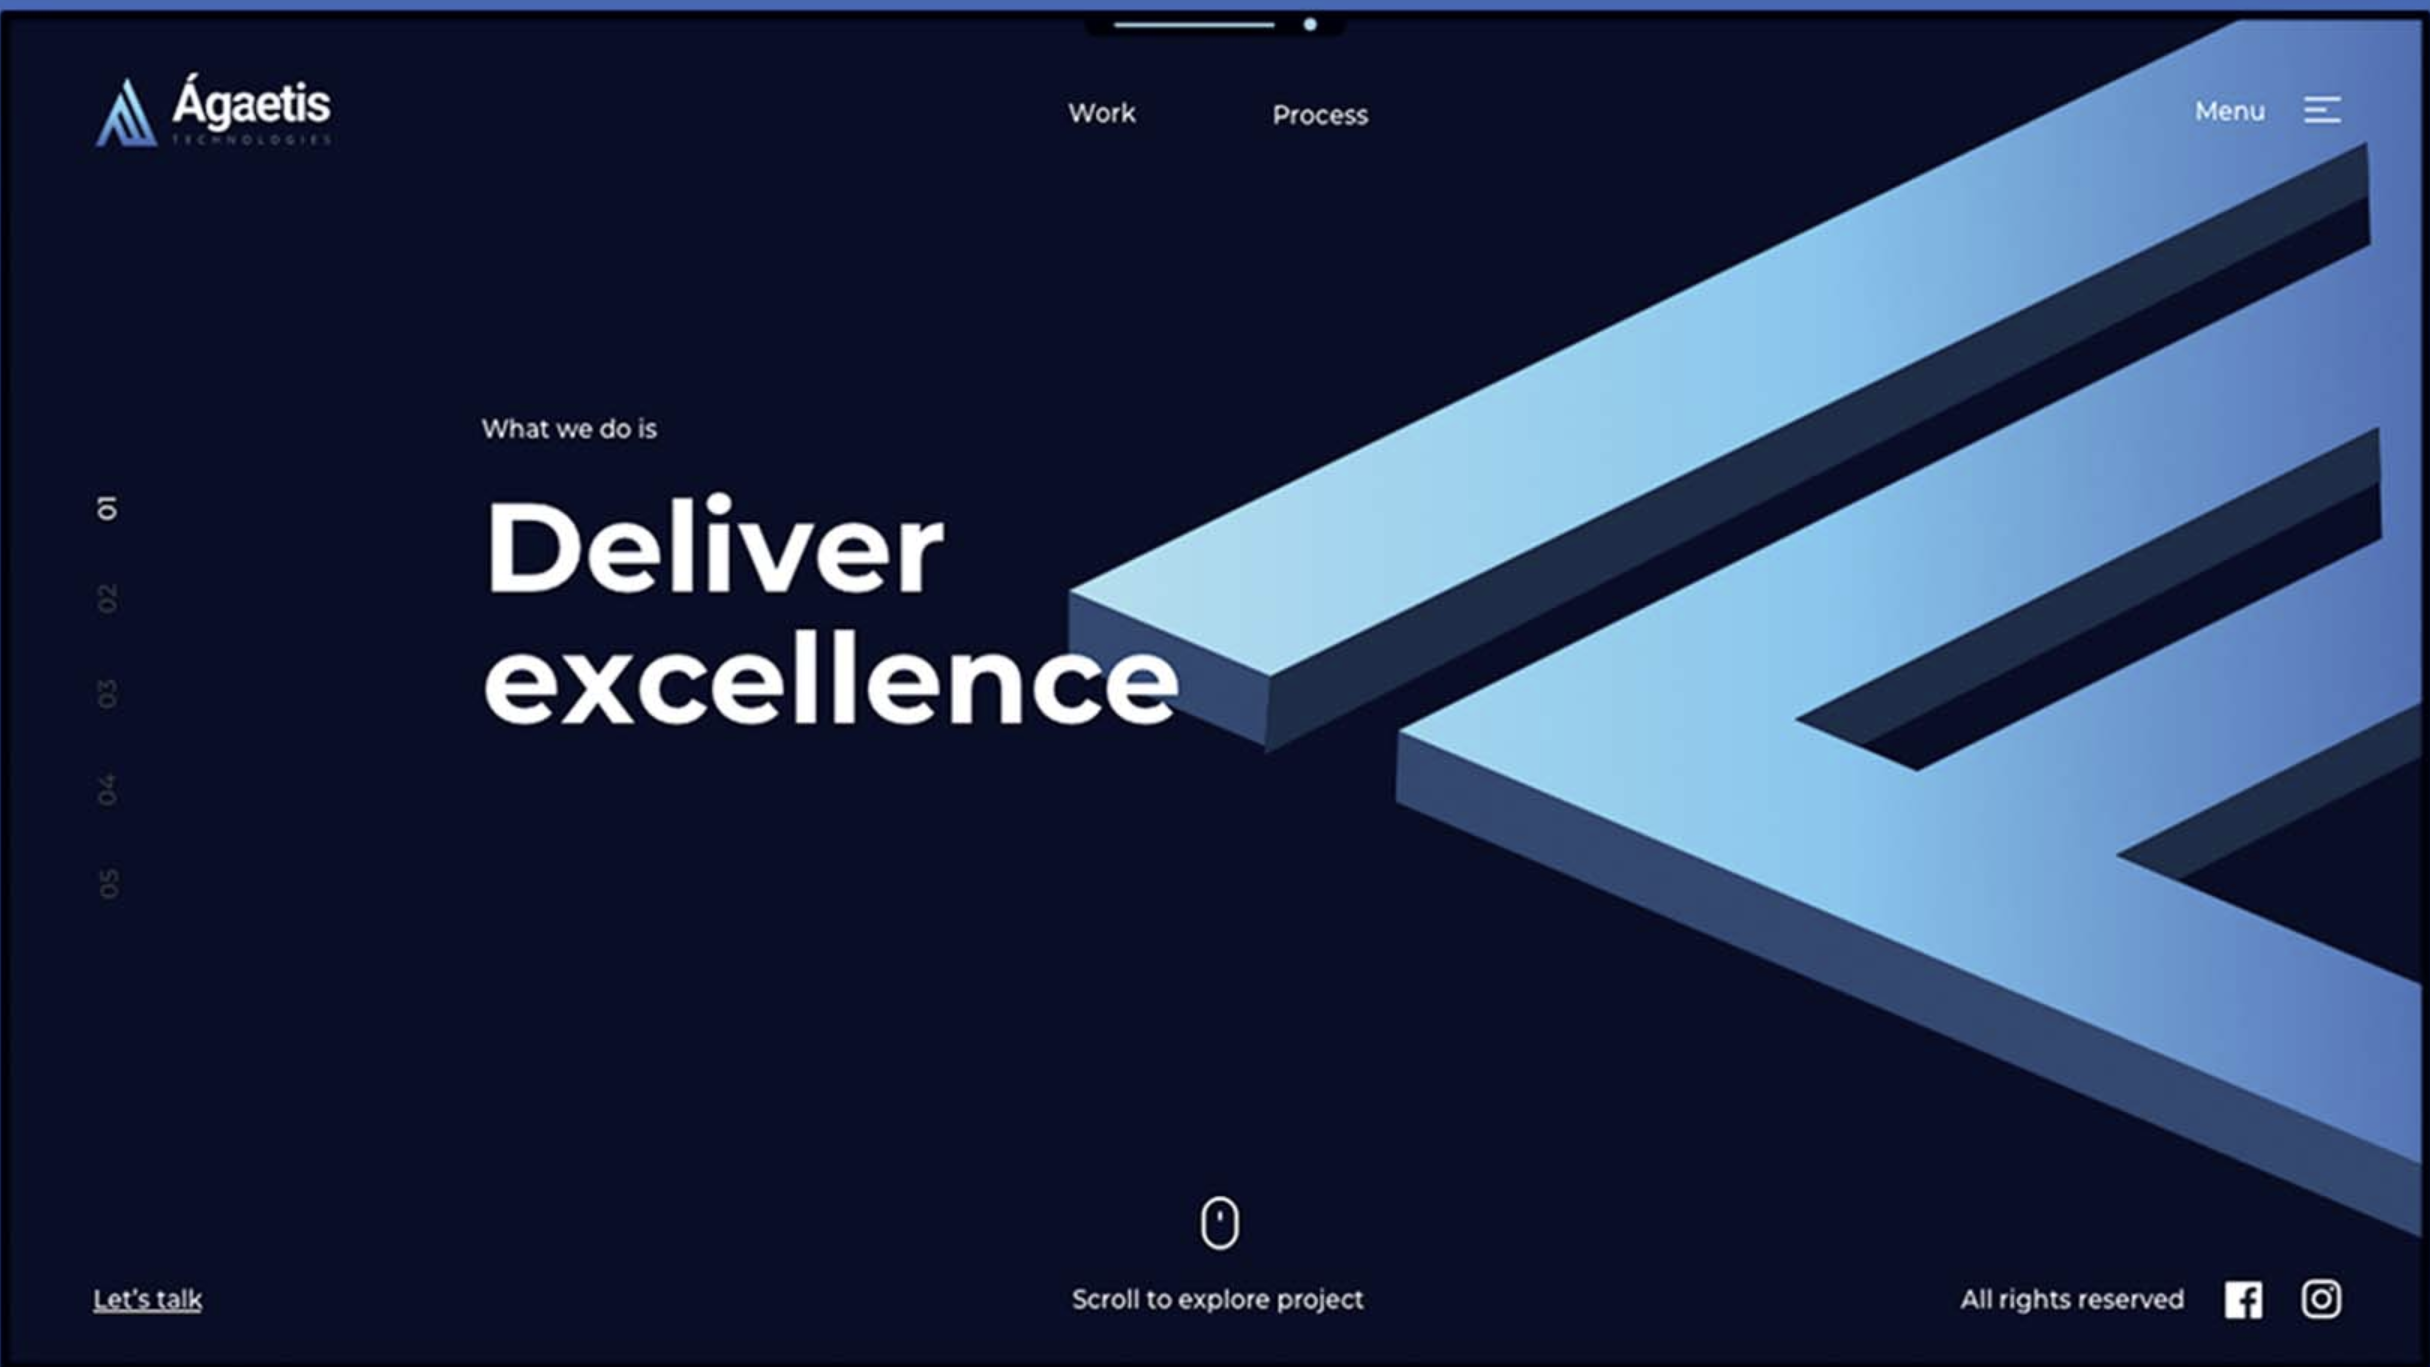 Ágaetis
TECHNOLOGIES
Work
Process
Menu
What we do is
Deliver
excellence
01
02
03
04
05
Let's talk
Scroll to explore project
All rights reserved